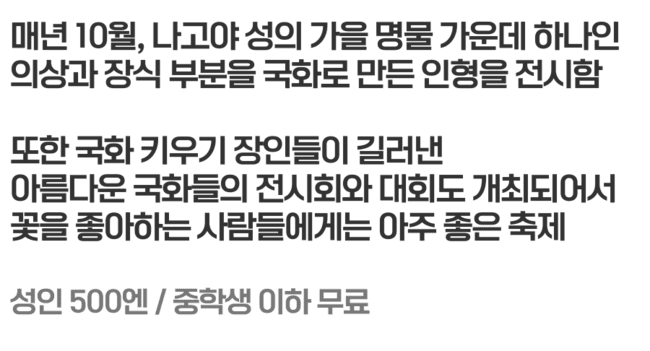 매년 10월, 나고야 성의 가을 명물 가운데 하나인
의상과 장식 부분을 국화로 만든 인형을 전시함
또한 국화 키우기 장인들이 길러낸
아름다운 국화들의 전시회와 대회도 개최되어서
꽃을 좋아하는 사람들에게는 아주 좋은 축제
성인 500엔 / 중학생 이하 무료